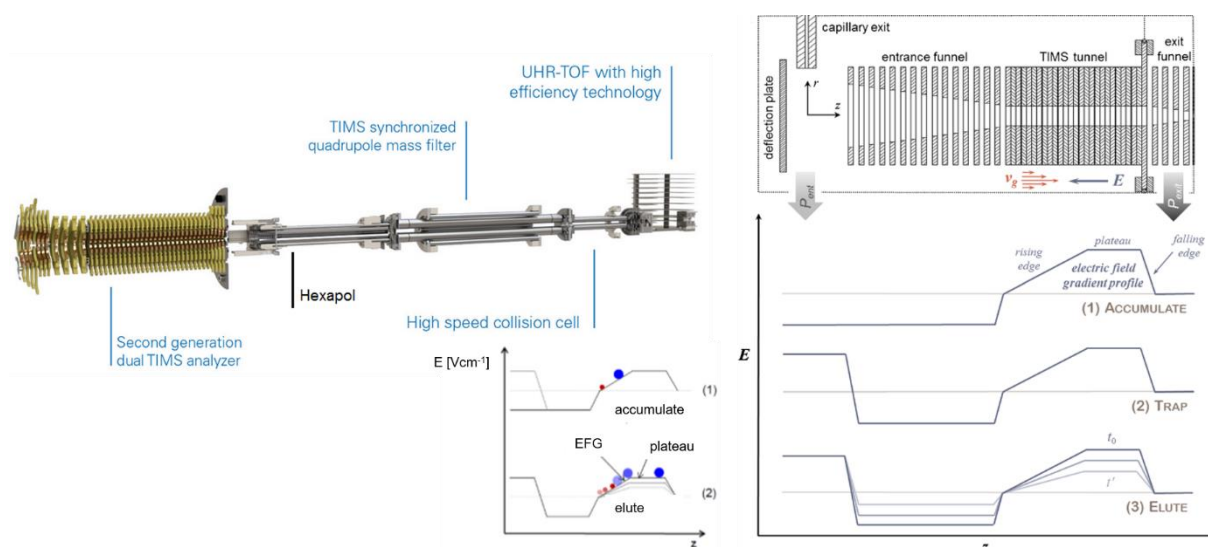 UHR-TOF with high
efficiency technology
TIMS synchronized
quadrupole mass filter
Hexapol
High speed collision cell
Second generation
dual TIMS analyzer
E [Vcm⁻¹]
(1)
accumulate
EFG
plateau
(2)
elute
z
capillary exit
entrance funnel
TIMS tunnel
exit
funnel
deflection plate
r
z
v_g
E
P_ent
P_exit
rising
edge
plateau
falling
edge
electric field
gradient profile
(1) ACCUMULATE
E
(2) TRAP
t₀
t'
(3) ELUTE